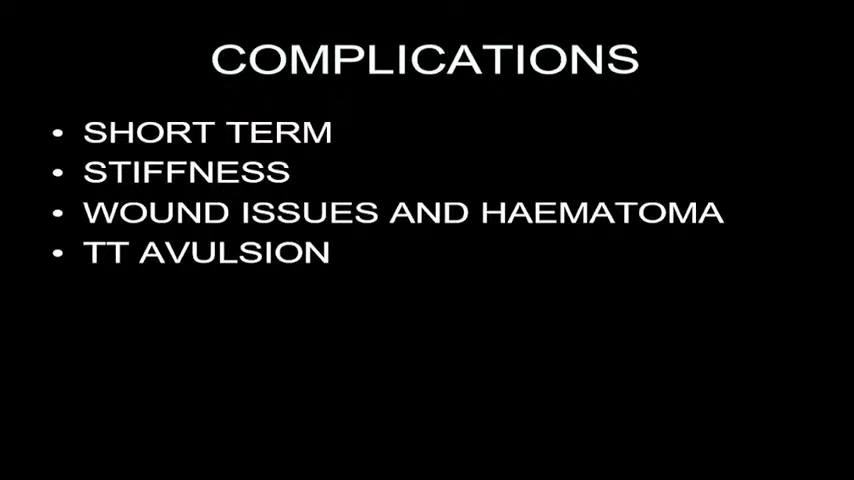 COMPLICATIONS
• SHORT TERM
• STIFFNESS
• WOUND ISSUES AND HAEMATOMA
• TT AVULSION